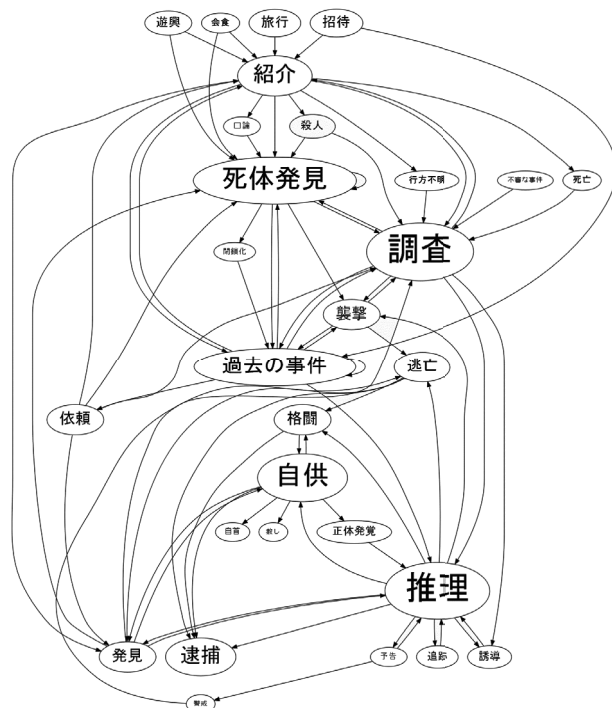 遊興
会食
旅行
招待
紹介
口論
殺人
死体発見
行方不明
不審な事件
死亡
調査
閉鎖化
襲撃
過去の事件
逃亡
依頼
格闘
自供
自首
赦し
正体発覚
推理
発見
逮捕
予告
追跡
誘導
警戒